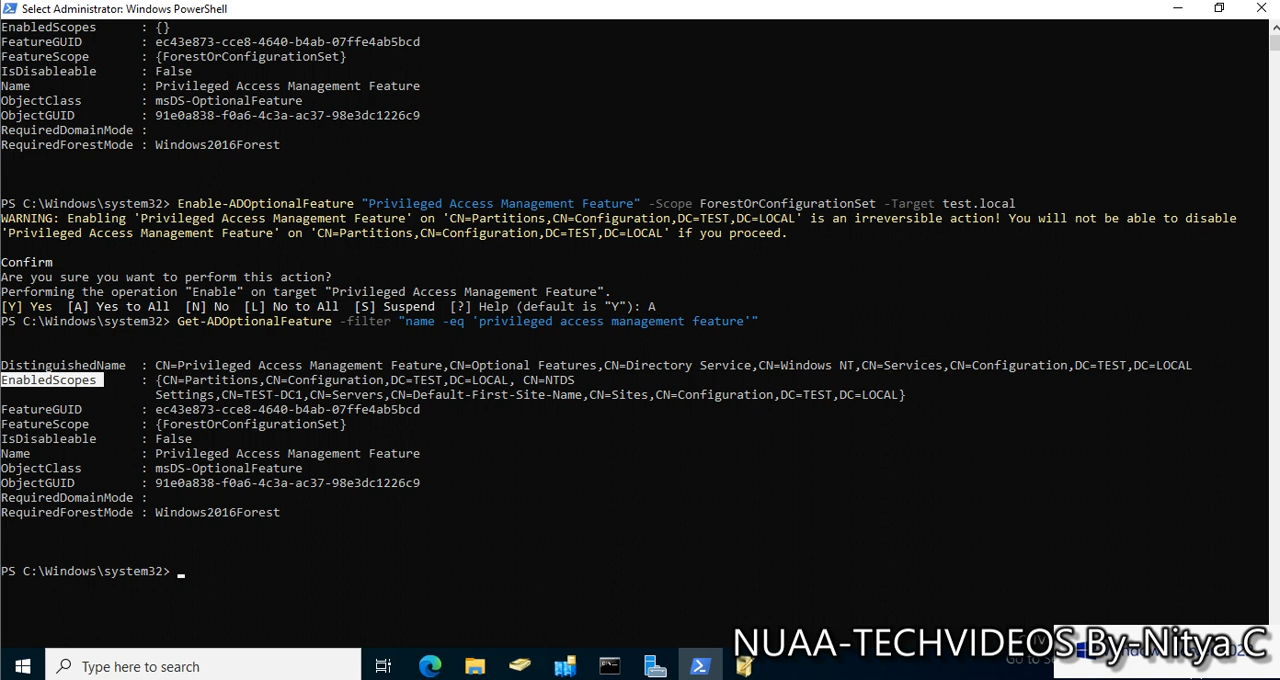 Select Administrator: Windows PowerShell
EnabledScopes : {}
FeatureGUID : ec43e873-cce8-4640-b4ab-07ffe4ab5bcd
FeatureScope : {ForestOrConfigurationSet}
IsDisableable : False
Name : Privileged Access Management Feature
ObjectClass : msDS-OptionalFeature
ObjectGUID : 91e0a838-f0a6-4c3a-ac37-98e3dc1226c9
RequiredDomainMode :
RequiredForestMode : Windows2016Forest
PS C:\Windows\system32> Enable-ADOptionalFeature "Privileged Access Management Feature" -Scope ForestOrConfigurationSet -Target test.local
WARNING: Enabling 'Privileged Access Management Feature' on 'CN=Partitions,CN=Configuration,DC=TEST,DC=LOCAL' is an irreversible action! You will not be able to disable
'Privileged Access Management Feature' on 'CN=Partitions,CN=Configuration,DC=TEST,DC=LOCAL' if you proceed.
Confirm
Are you sure you want to perform this action?
Performing the operation "Enable" on target "Privileged Access Management Feature".
[Y] Yes [A] Yes to All [N] No [L] No to All [S] Suspend [?] Help (default is "Y"): A
PS C:\Windows\system32> Get-ADOptionalFeature -filter "name -eq 'privileged access management feature'"
DistinguishedName : CN=Privileged Access Management Feature,CN=Optional Features,CN=Directory Service,CN=Windows NT,CN=Services,CN=Configuration,DC=TEST,DC=LOCAL
EnabledScopes : {CN=Partitions,CN=Configuration,DC=TEST,DC=LOCAL, CN=NTDS
Settings,CN=TEST-DC1,CN=Servers,CN=Default-First-Site-Name,CN=Sites,CN=Configuration,DC=TEST,DC=LOCAL}
FeatureGUID : ec43e873-cce8-4640-b4ab-07ffe4ab5bcd
FeatureScope : {ForestOrConfigurationSet}
IsDisableable : False
Name : Privileged Access Management Feature
ObjectClass : msDS-OptionalFeature
ObjectGUID : 91e0a838-f0a6-4c3a-ac37-98e3dc1226c9
RequiredDomainMode :
RequiredForestMode : Windows2016Forest
PS C:\Windows\system32>
NUAA-TECHVIDEOS By-Nitya C
Type here to search